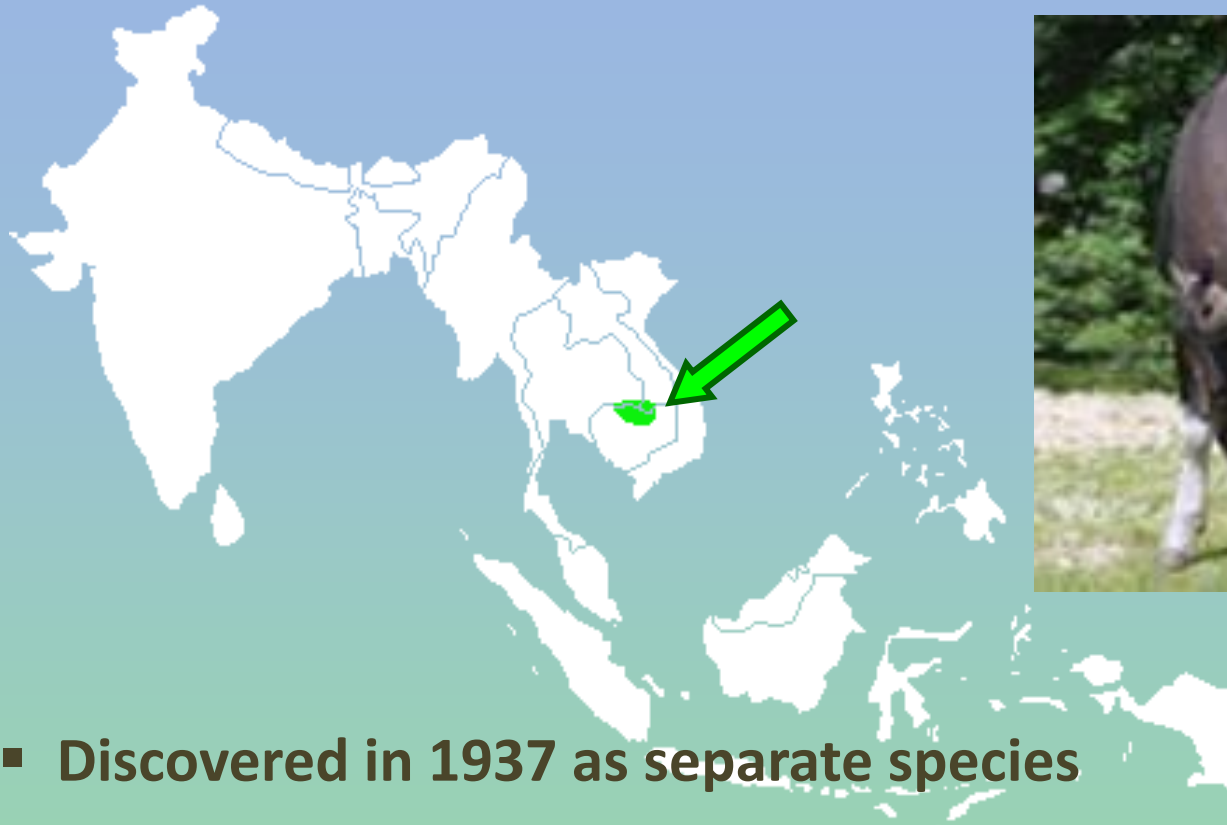 ▪ Discovered in 1937 as separate species